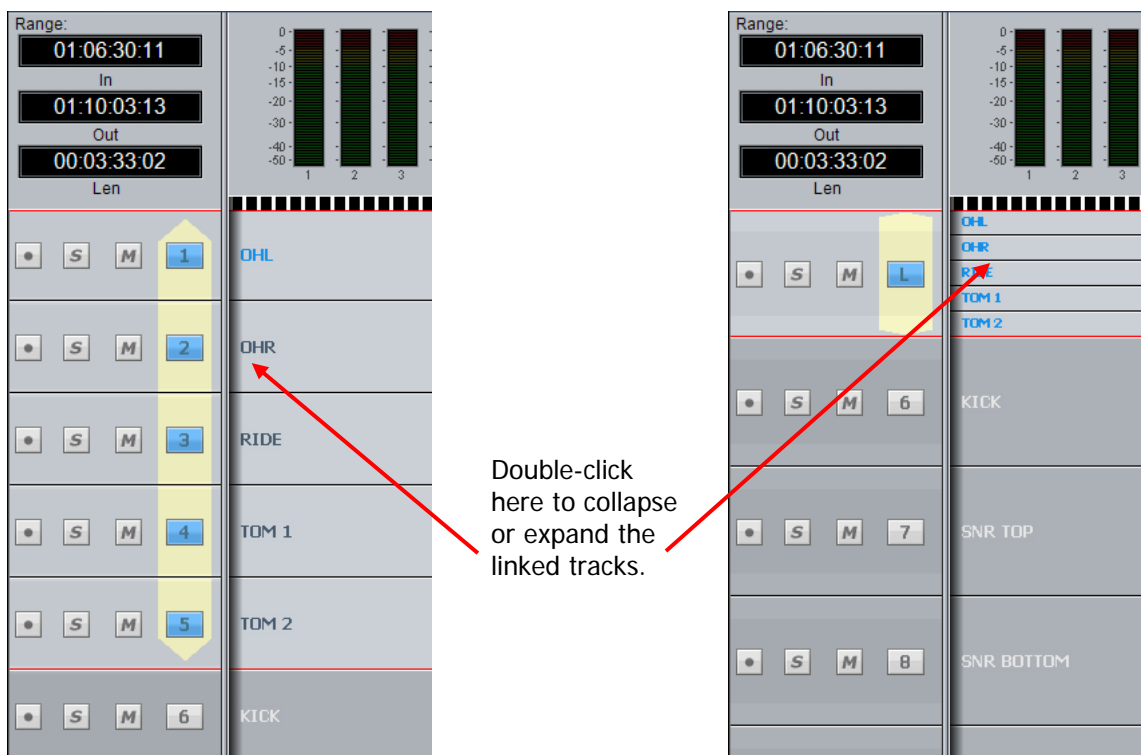 Range:
01:06:30:11
In
01:10:03:13
Out
00:03:33:02
Len
0
-5
-10
-15
-20
-30
-40
-50
1 2 3
S M 1 OHL
S M 2 OHR
S M 3 RIDE
S M 4 TOM 1
S M 5 TOM 2
S M 6 KICK
Double-click
here to collapse
or expand the
linked tracks.
Range:
01:06:30:11
In
01:10:03:13
Out
00:03:33:02
Len
0
-5
-10
-15
-20
-30
-40
-50
1 2 3
OHL
OHR
S M L RIDE
TOM 1
TOM 2
S M 6 KICK
S M 7 SNR TOP
S M 8 SNR BOTTOM